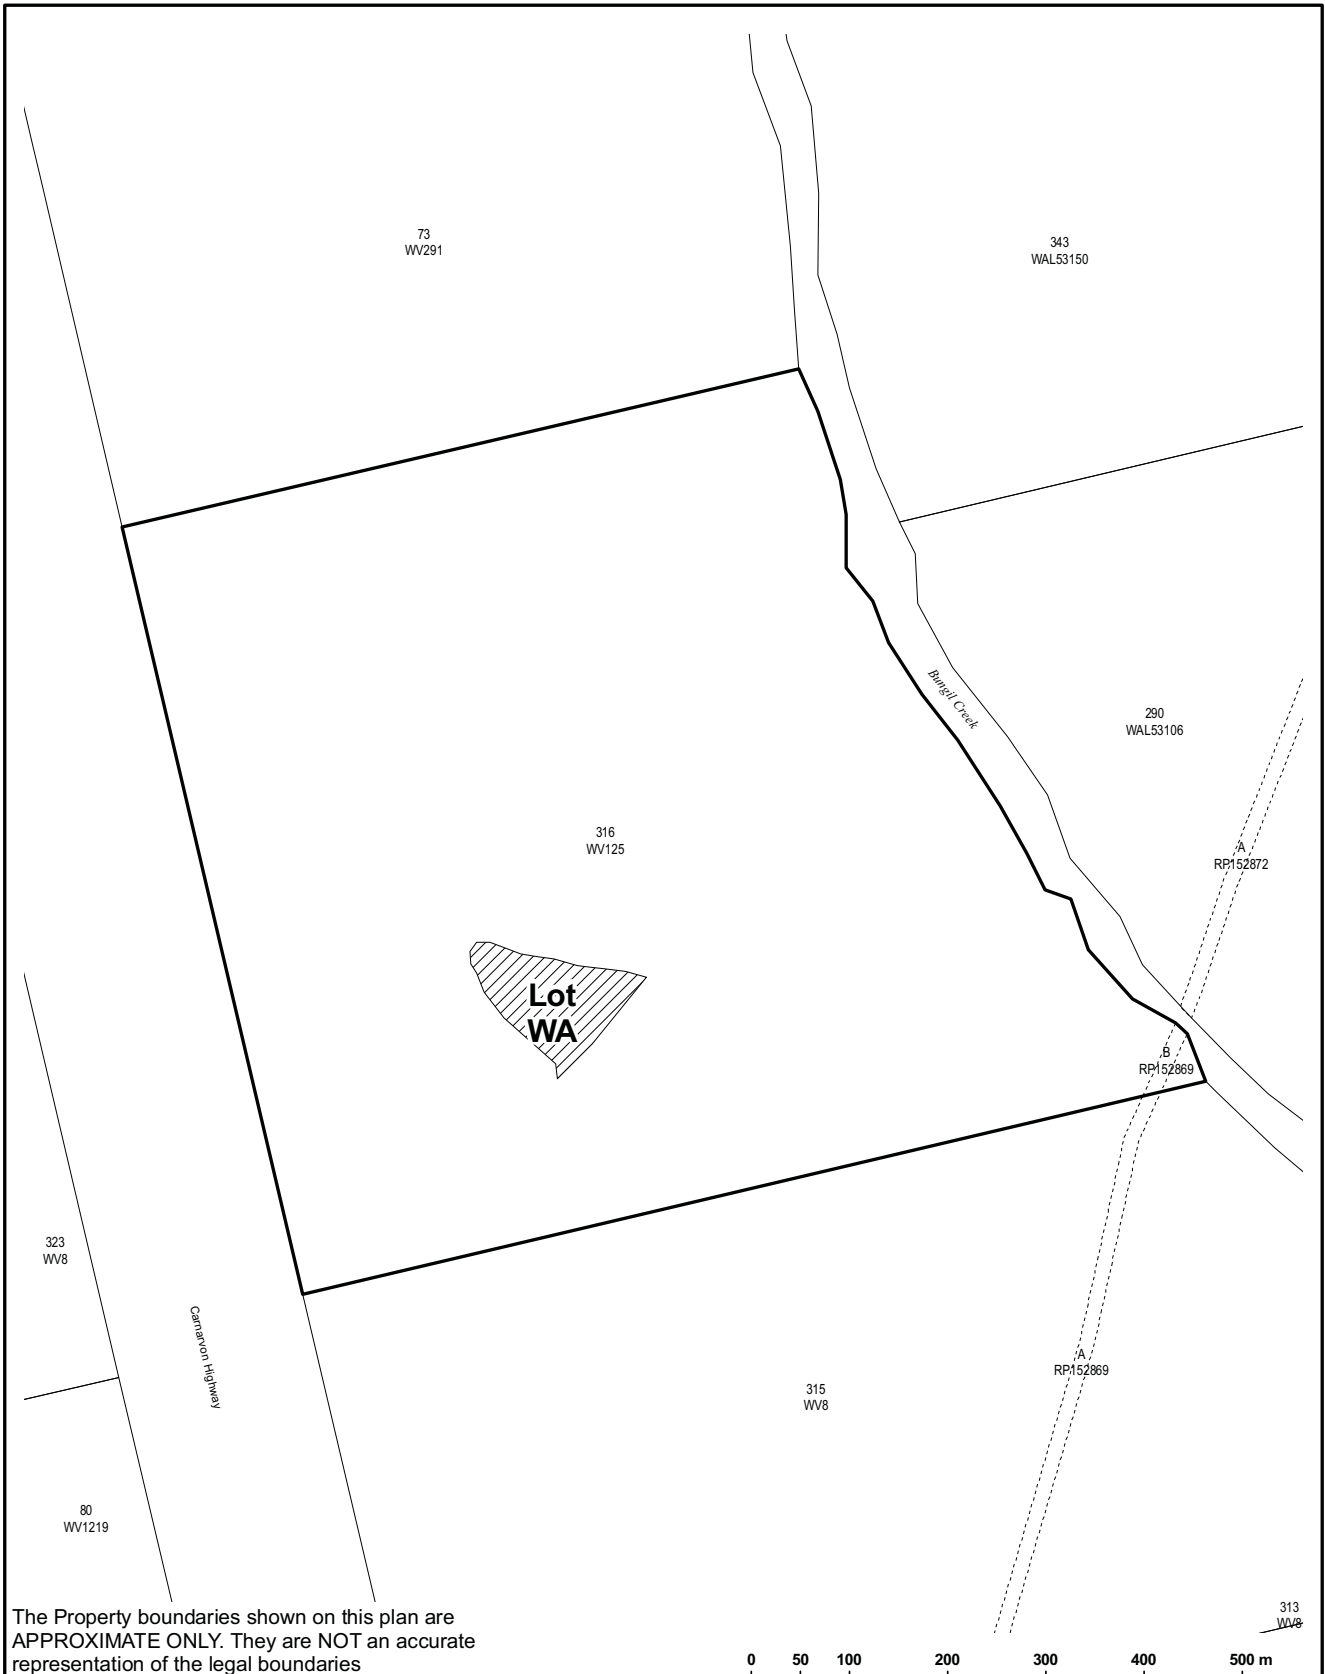 73
WV291
343
WAL53150
Bungil Creek
290
WAL53106
316
WV125
A
RP152872
Lot
WA
B
RP152869
323
WV8
Carnarvon Highway
A
RP152869
315
WV8
80
WV1219
313
WV8
The Property boundaries shown on this plan are
APPROXIMATE ONLY. They are NOT an accurate
representation of the legal boundaries
0 50 100 200 300 400 500 m